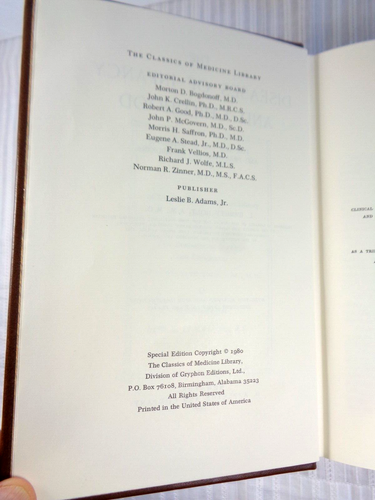 The Classics of Medicine Library
EDITORIAL ADVISORY BOARD
Morton D. Bogdonoff, M.D.
John K. Crellin, Ph.D., M.R.C.S.
Robert A. Good, Ph.D., M.D., D.Sc.
John P. McGovern, M.D., Sc.D.
Morris H. Saffron, Ph.D., M.D.
Eugene A. Stead, Jr., M.D., D.Sc.
Frank Vellios, M.D.
Richard J. Wolfe, M.L.S.
Norman R. Zinner, M.D., M.S., F.A.C.S.
PUBLISHER
Leslie B. Adams, Jr.
Special Edition Copyright © 1980
The Classics of Medicine Library,
Division of Gryphon Editions, Ltd.,
P.O. Box 76108, Birmingham, Alabama 35223
All Rights Reserved
Printed in the United States of America
CLINICAL
AND
AS A